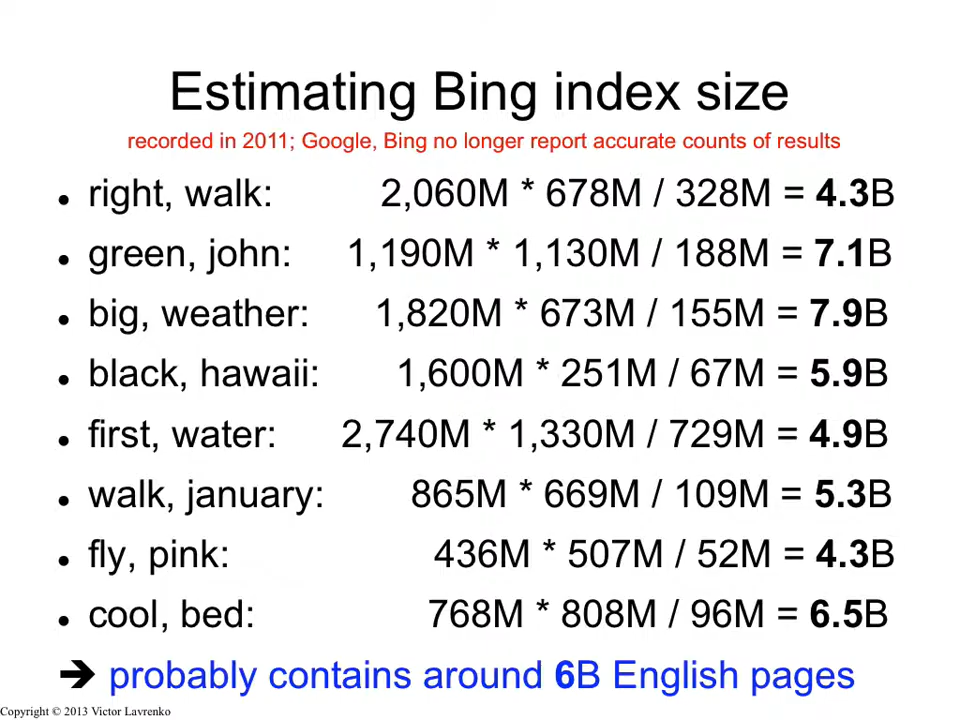 Estimating Bing index size
recorded in 2011; Google, Bing no longer report accurate counts of results
● right, walk: 2,060M * 678M / 328M = 4.3B
● green, john: 1,190M * 1,130M / 188M = 7.1B
● big, weather: 1,820M * 673M / 155M = 7.9B
● black, hawaii: 1,600M * 251M / 67M = 5.9B
● first, water: 2,740M * 1,330M / 729M = 4.9B
● walk, january: 865M * 669M / 109M = 5.3B
● fly, pink: 436M * 507M / 52M = 4.3B
● cool, bed: 768M * 808M / 96M = 6.5B
➔ probably contains around 6B English pages
Copyright © 2013 Victor Lavrenko